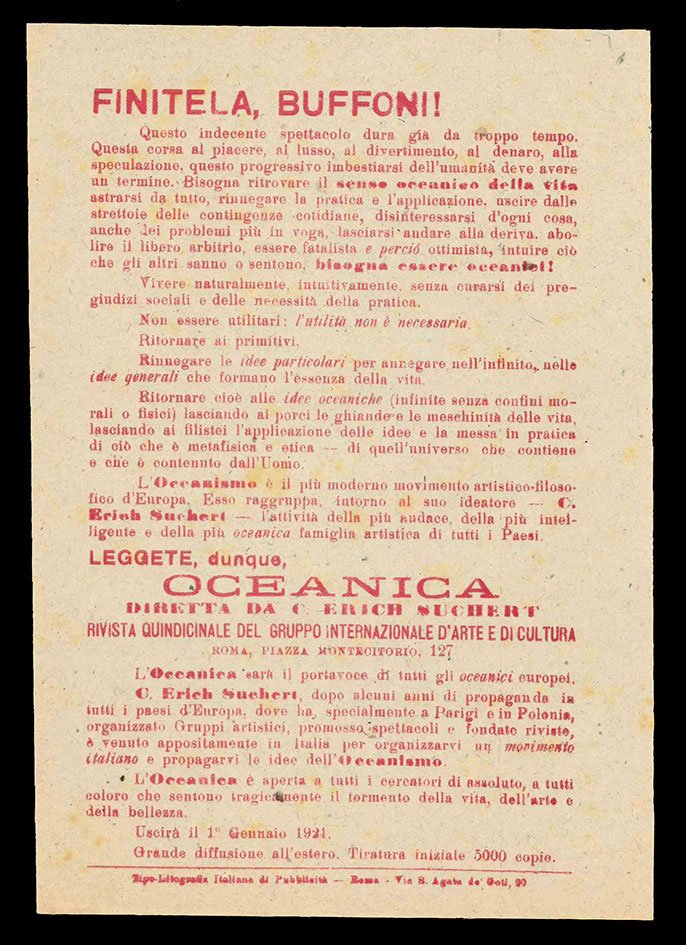 FINITELA, BUFFONI!
Questo indecente spettacolo dura già da troppo tempo.
Questa corsa al piacere, al lusso, al divertimento, al denaro, alla
speculazione, questo progressivo imbestiarsi dell'umanità deve avere
un termine. Bisogna ritrovare il senso oceanico della vita
astrarsi da tutto, rinnegare la pratica e l'applicazione, uscire dalle
strettoie delle contingenze cotidiane, disinteressarsi d'ogni cosa,
anche dei problemi più in voga, lasciarsi andare alla deriva, abo-
lire il libero arbitrio, essere fatalista e perciò ottimista, intuire ciò
che gli altri sanno o sentono, bisogna essere oceanici!
Vivere naturalmente, intuitivamente, senza curarsi dei pre-
giudizi sociali e delle necessità della pratica.
Non essere utilitari: l'utilità non è necessaria.
Ritornare ai primitivi.
Rinnegare le idee particolari per annegare nell'infinito, nelle
idee generali che formano l'essenza della vita.
Ritornare cioè alle idee oceaniche (infinite senza confini mo-
rali o fisici) lasciando ai porci le ghiande e le meschinità delle vita,
lasciando ai filistei l'applicazione delle idee e la messa in pratica
di ciò che è metafisica e etica — di quell'universo che contiene
e che è contenuto dall'Uomo.
L'Oceanismo è il più moderno movimento artistico-filoso-
fico d'Europa. Esso raggruppa, intorno al suo ideatore — C.
Erich Suchert — l'attività della più audace, della più intel-
ligente e della più oceanica famiglia artistica di tutti i Paesi.
LEGGETE, dunque,
OCEANICA
DIRETTA DA C. ERICH SUCHERT
RIVISTA QUINDICINALE DEL GRUPPO INTERNAZIONALE D'ARTE E DI CULTURA
ROMA, PIAZZA MONTECITORIO, 127
L'Oceanica sarà il portavoce di tutti gli oceanici europei.
C. Erich Suchert, dopo alcuni anni di propaganda in
tutti i paesi d'Europa, dove ha, specialmente a Parigi e in Polonia,
organizzato Gruppi artistici, promosso spettacoli e fondato riviste,
è venuto appositamente in Italia per organizzarvi un movimento
italiano e propagarvi le idee dell'Oceanismo.
L'Oceanica è aperta a tutti i cercatori di assoluto, a tutti
coloro che sentono tragicamente il tormento della vita, dell'arte e
della bellezza.
Uscirà il 1° Gennaio 1921.
Grande diffusione all'estero. Tiratura iniziale 5000 copie.
Tipo-Litografia Italiana di Pubblicità — Roma - Via S. Agata de' Goti, 20